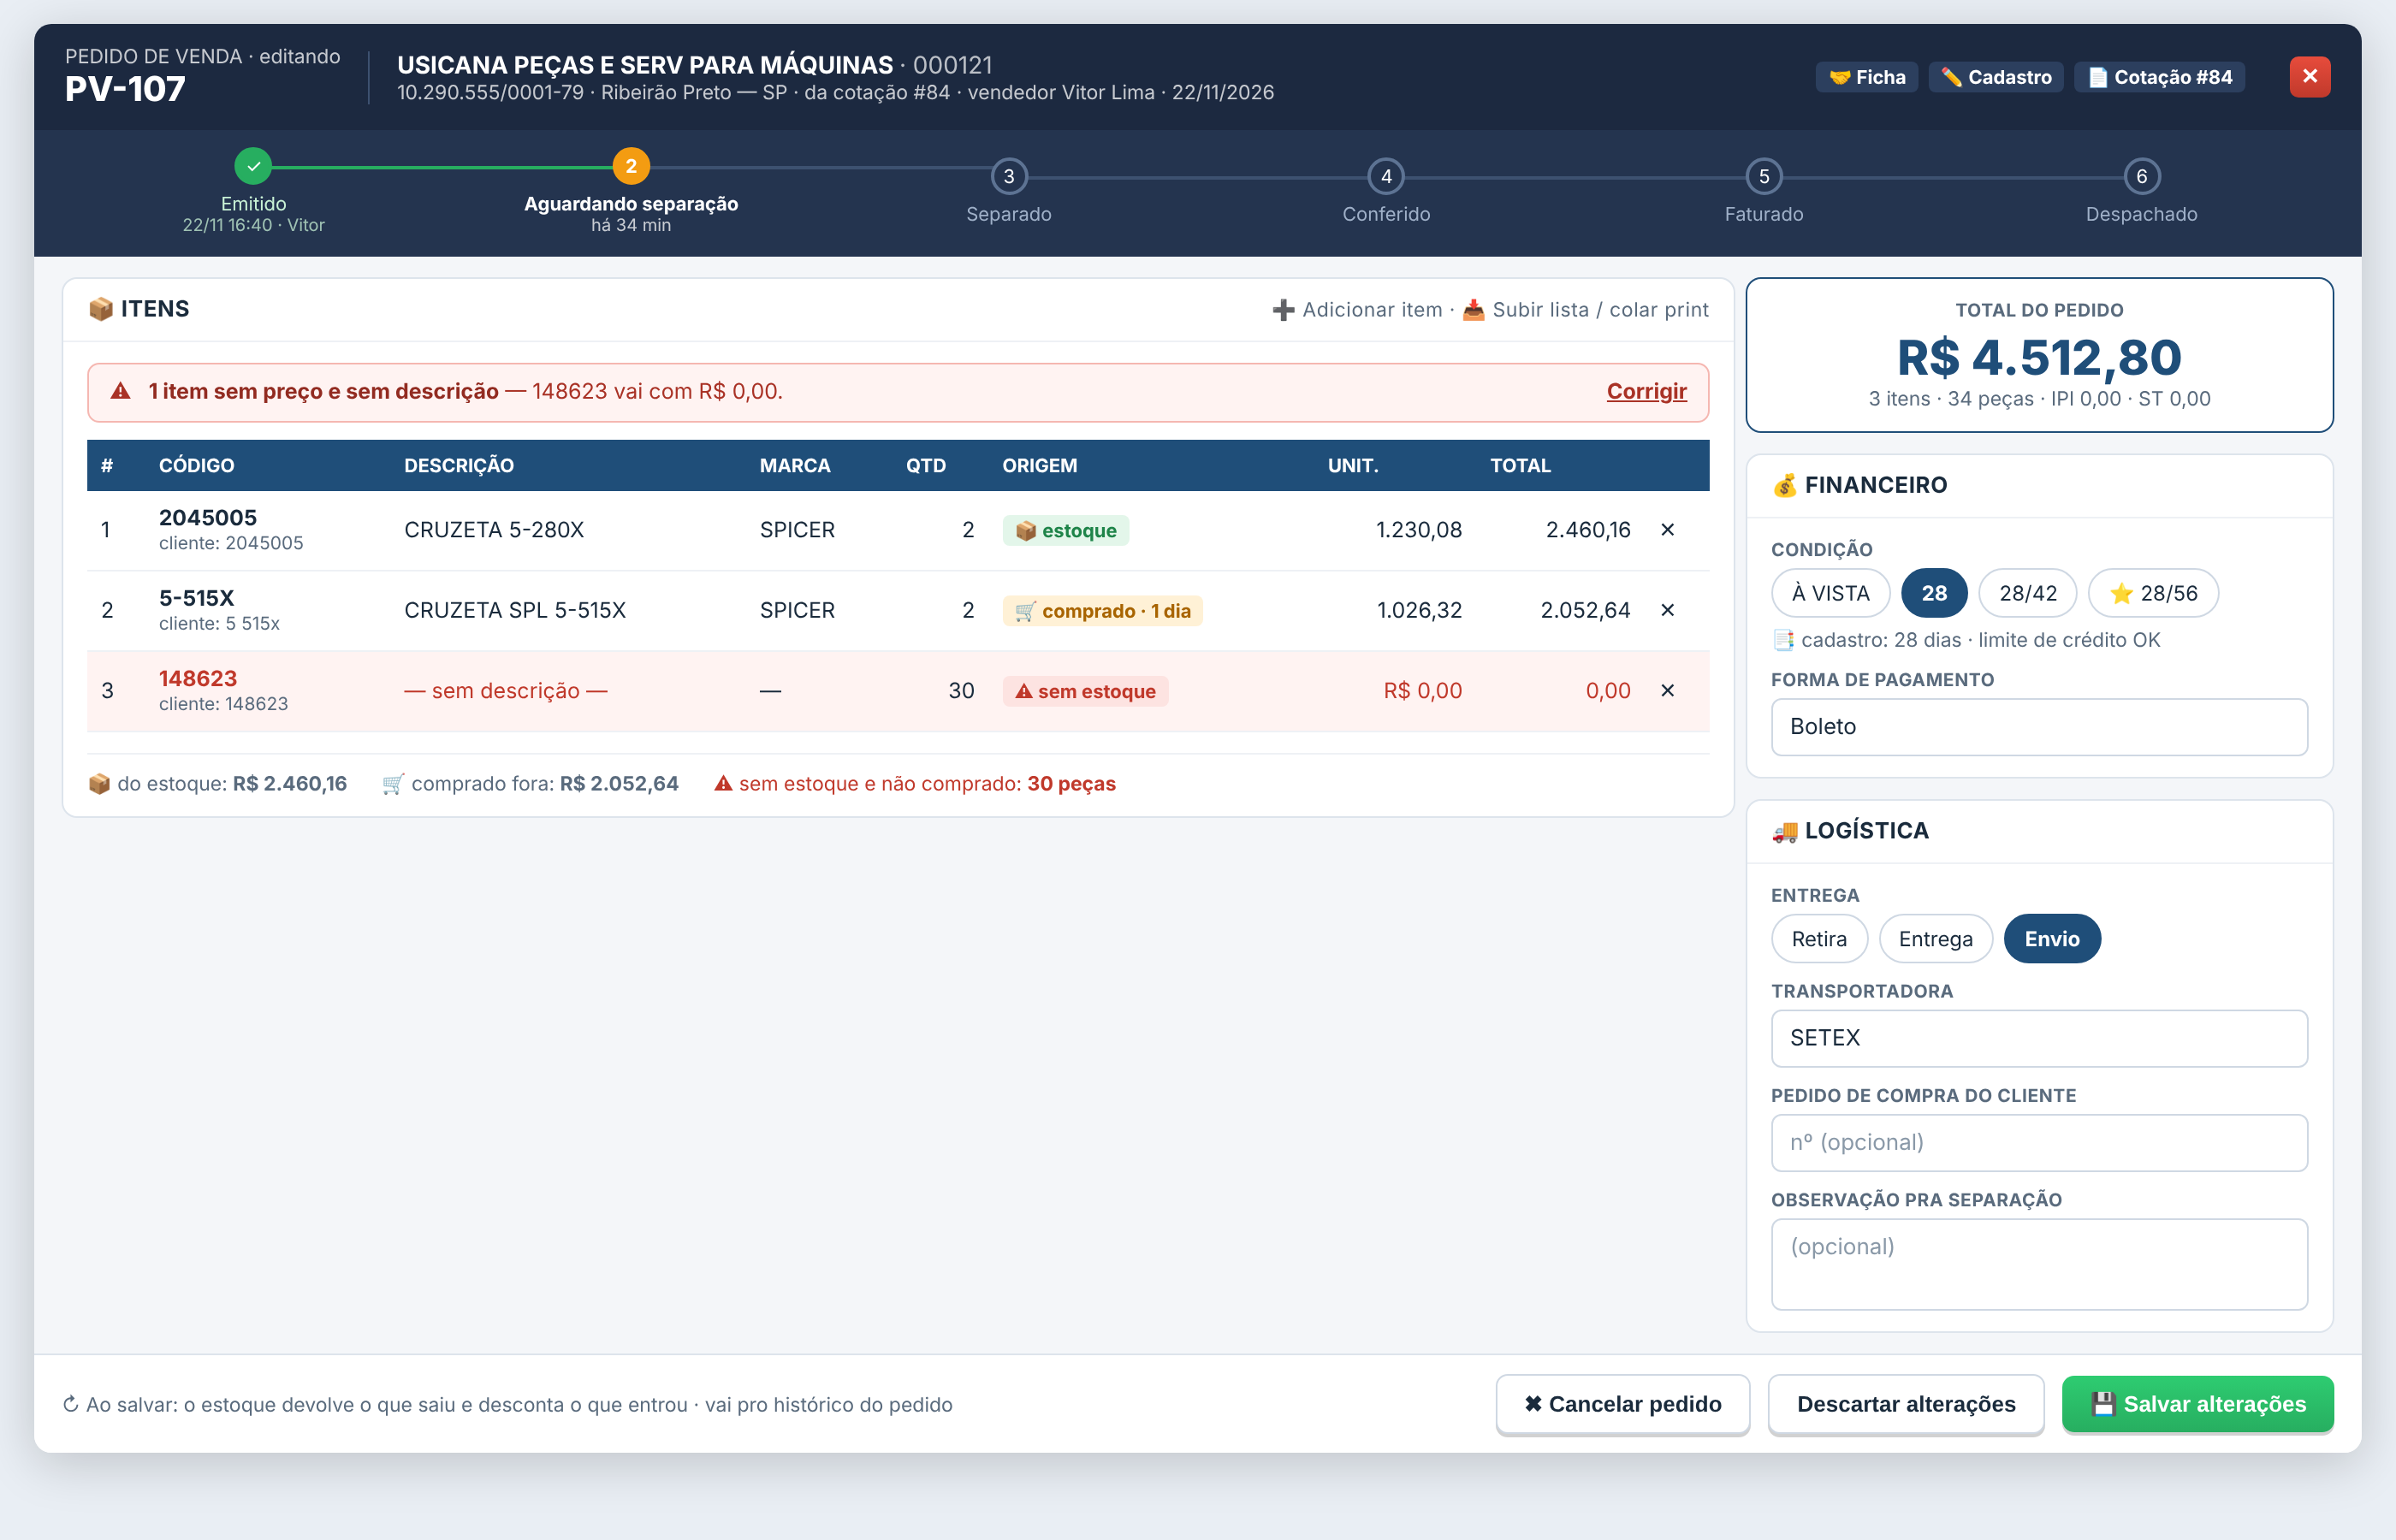 PEDIDO DE VENDA · editando
PV-107
USICANA PEÇAS E SERV PARA MÁQUINAS · 000121
10.290.555/0001-79 · Ribeirão Preto — SP · da cotação #84 · vendedor Vitor Lima · 22/11/2026
🤝 Ficha
✏️ Cadastro
📄 Cotação #84
✕
✓
Emitido
22/11 16:40 · Vitor
2
Aguardando separação
há 34 min
3
Separado
4
Conferido
5
Faturado
6
Despachado
📦 ITENS
➕ Adicionar item · 📥 Subir lista / colar print
⚠ 1 item sem preço e sem descrição — 148623 vai com R$ 0,00.
Corrigir
# CÓDIGO DESCRIÇÃO MARCA QTD ORIGEM UNIT. TOTAL
1 2045005 CRUZETA 5-280X SPICER 2 📦 estoque 1.230,08 2.460,16 ✕
cliente: 2045005
2 5-515X CRUZETA SPL 5-515X SPICER 2 🛒 comprado · 1 dia 1.026,32 2.052,64 ✕
cliente: 5 515x
3 148623 — sem descrição — — 30 ⚠ sem estoque R$ 0,00 0,00 ✕
cliente: 148623
📦 do estoque: R$ 2.460,16 🛒 comprado fora: R$ 2.052,64 ⚠ sem estoque e não comprado: 30 peças
TOTAL DO PEDIDO
R$ 4.512,80
3 itens · 34 peças · IPI 0,00 · ST 0,00
💰 FINANCEIRO
CONDIÇÃO
À VISTA 28 28/42 ⭐ 28/56
📑 cadastro: 28 dias · limite de crédito OK
FORMA DE PAGAMENTO
Boleto
🚚 LOGÍSTICA
ENTREGA
Retira Entrega Envio
TRANSPORTADORA
SETEX
PEDIDO DE COMPRA DO CLIENTE
nº (opcional)
OBSERVAÇÃO PRA SEPARAÇÃO
(opcional)
↻ Ao salvar: o estoque devolve o que saiu e desconta o que entrou · vai pro histórico do pedido
✖ Cancelar pedido
Descartar alterações
💾 Salvar alterações